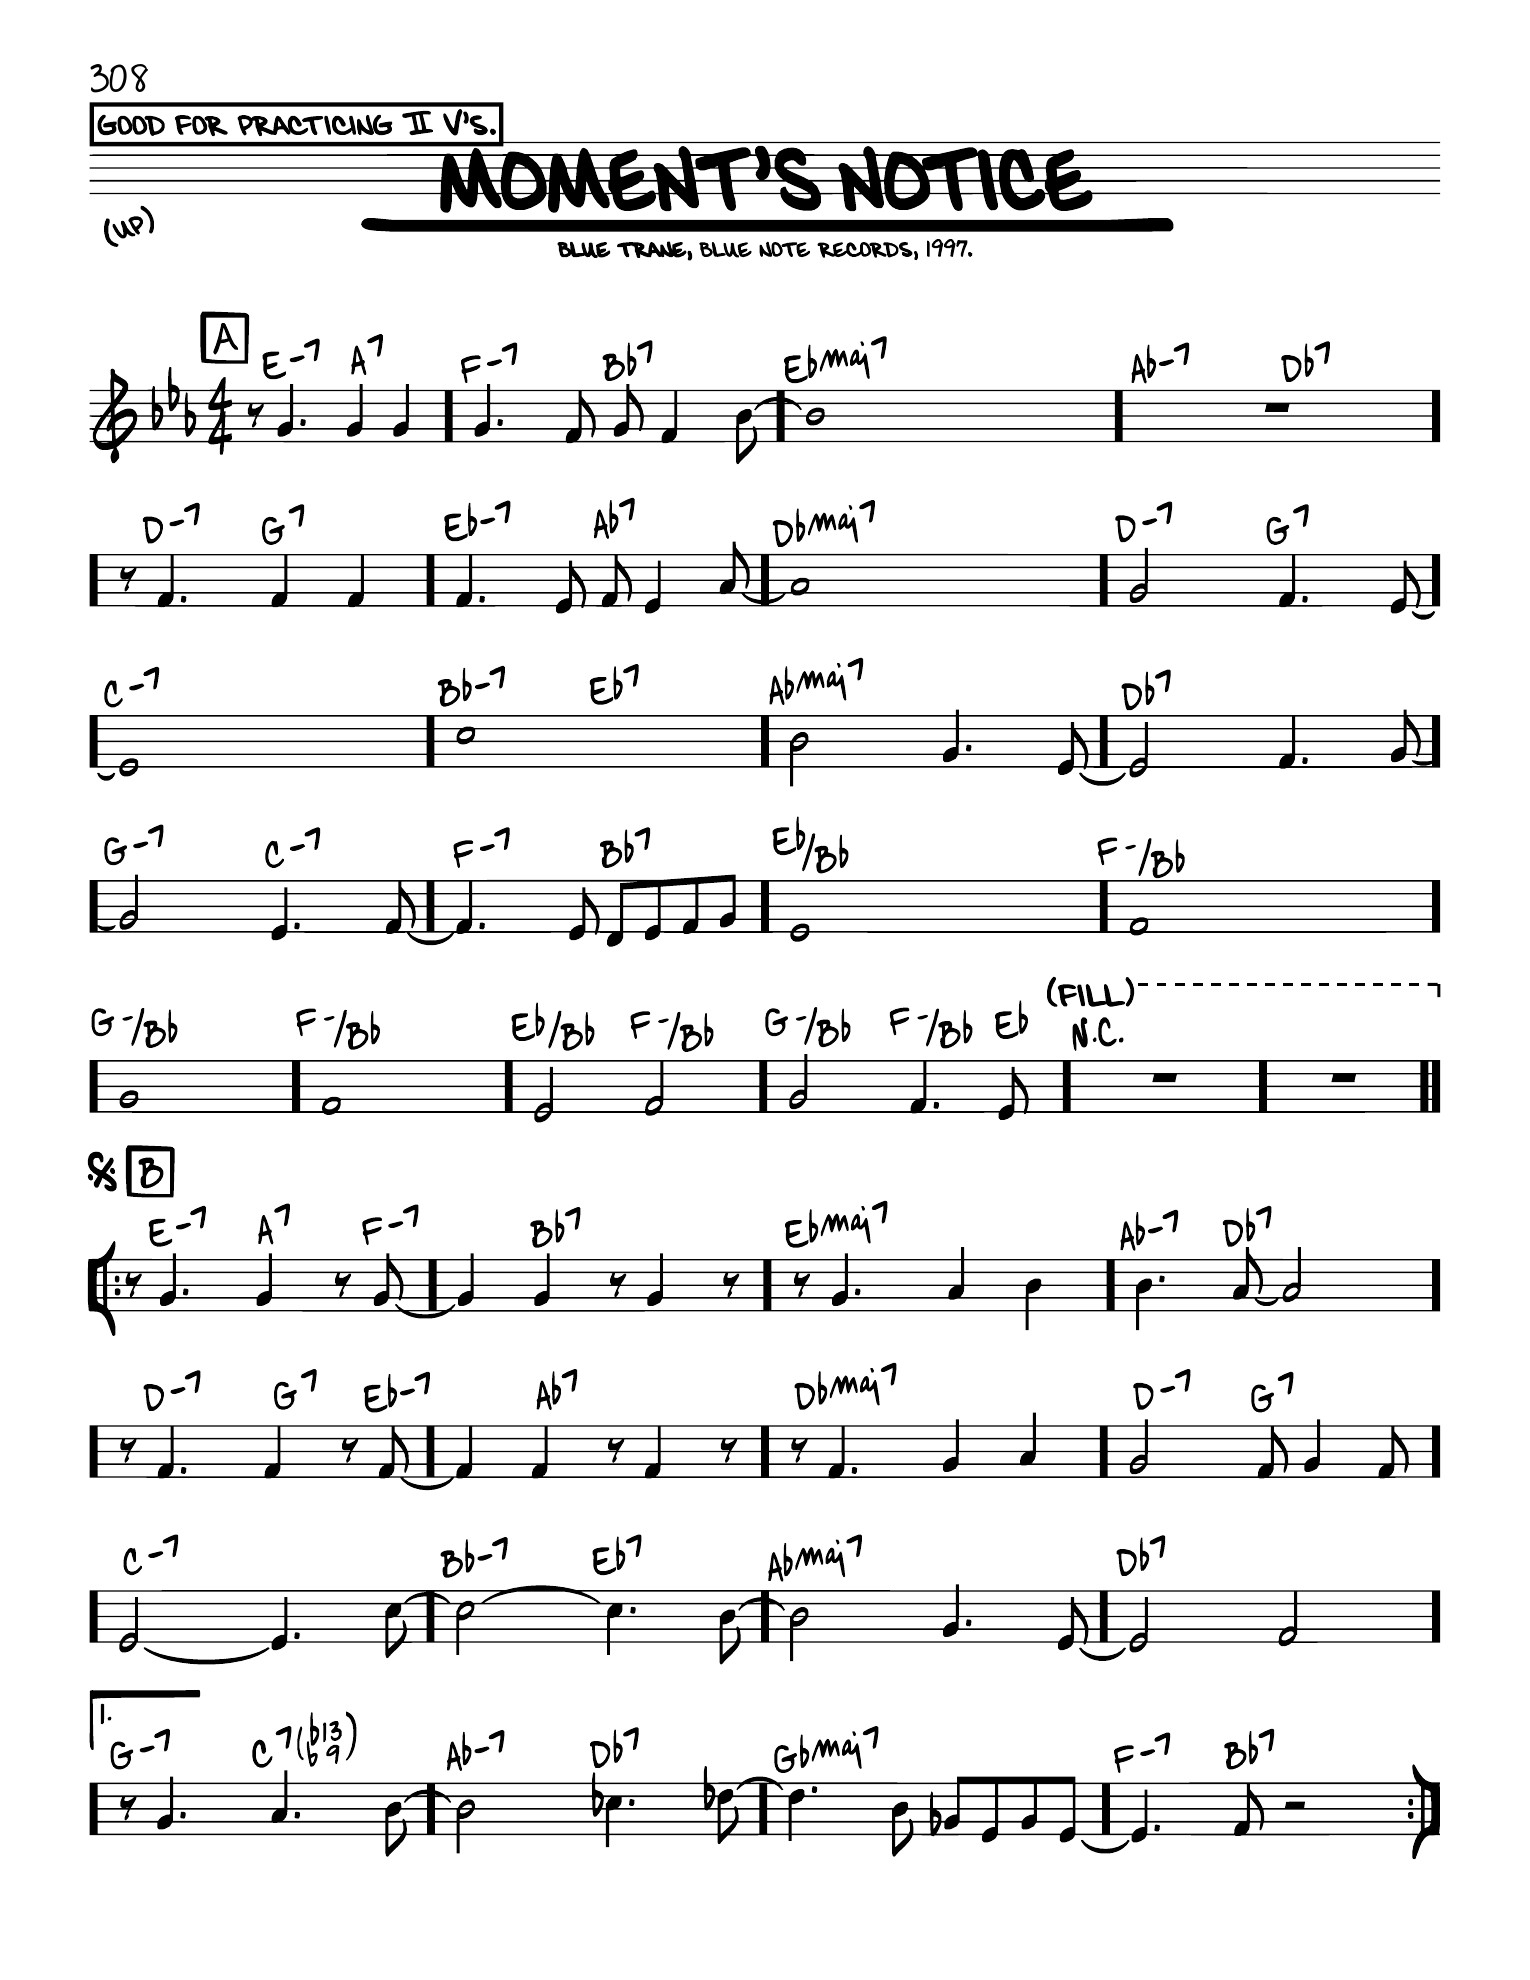 308
GOOD FOR PRACTICING II V'S.
MOMENT'S NOTICE
(UP)
BLUE TRANE, BLUE NOTE RECORDS, 1997.
A
E-7 A7 F-7 Bb7 Ebmaj7 Ab-7 Db7
4
4
D-7 G7 Eb-7 Ab7 Dbmaj7 D-7 G7
C-7 Bb-7 Eb7 Abmaj7 Db7
G-7 C-7 F-7 Bb7 Eb/Bb F-/Bb
(FILL)
G-/Bb F-/Bb Eb/Bb F-/Bb G-/Bb F-/Bb Eb N.C.
B
E-7 A7 F-7 Bb7 Ebmaj7 Ab-7 Db7
D-7 G7 Eb-7 Ab7 Dbmaj7 D-7 G7
C-7 Bb-7 Eb7 Abmaj7 Db7
1.
G-7 C7(b13 b9) Ab-7 Db7 Gbmaj7 F-7 Bb7